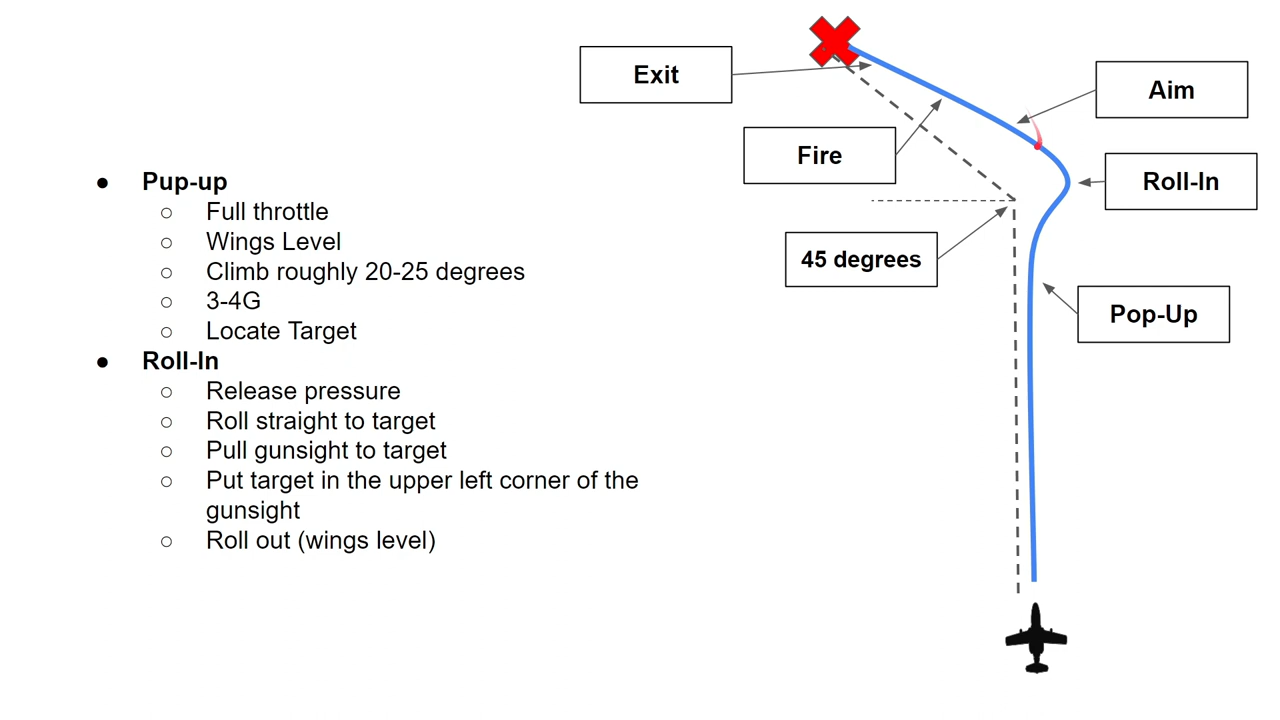 ● Pup-up
○ Full throttle
○ Wings Level
○ Climb roughly 20-25 degrees
○ 3-4G
○ Locate Target
● Roll-In
○ Release pressure
○ Roll straight to target
○ Pull gunsight to target
○ Put target in the upper left corner of the
gunsight
○ Roll out (wings level)
Exit
Aim
Fire
Roll-In
45 degrees
Pop-Up